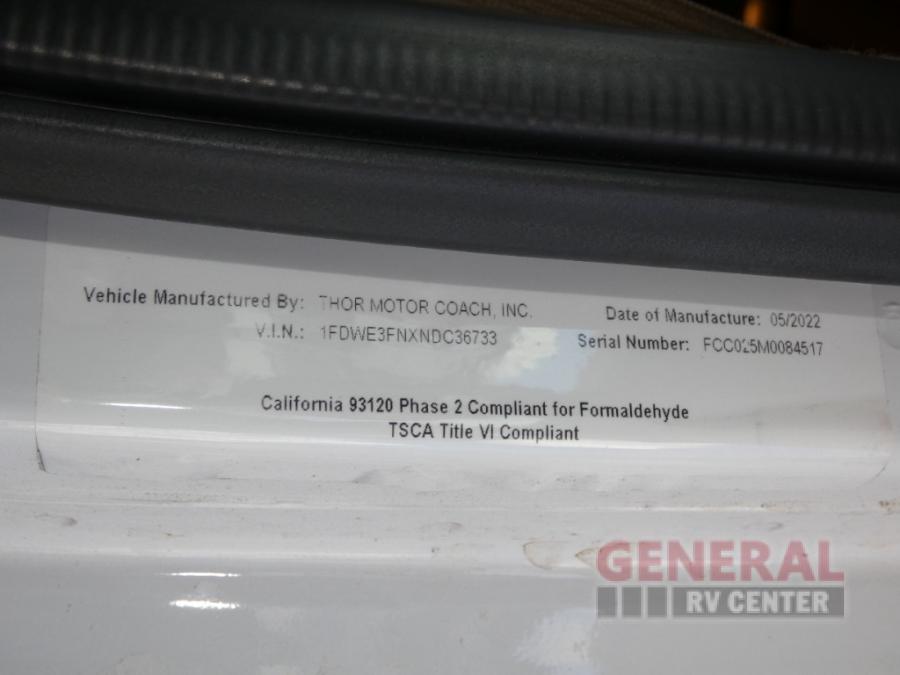 Vehicle Manufactured By: THOR MOTOR COACH, INC. Date of Manufacture: 05/2022
V.I.N.: 1FDWE3FNXNDC36733 Serial Number: FCC025M0084517
California 93120 Phase 2 Compliant for Formaldehyde
TSCA Title VI Compliant
GENERAL
RV CENTER